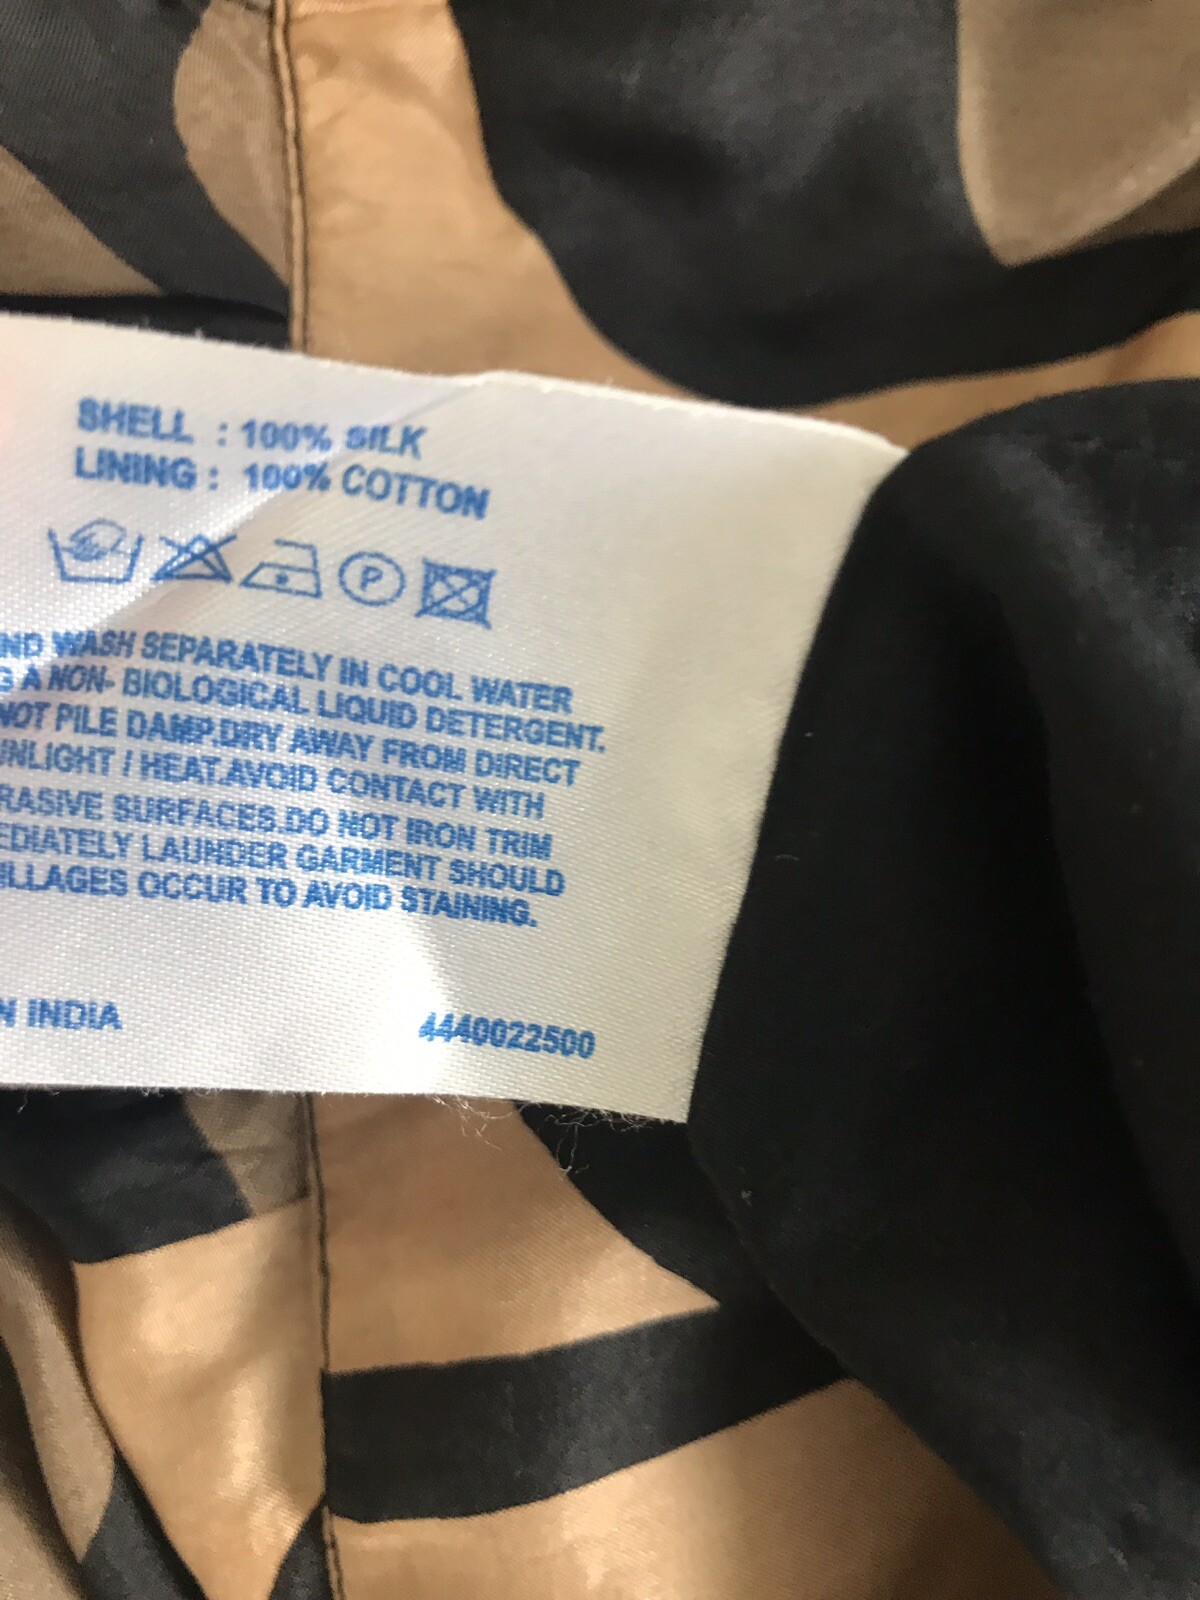 SHELL : 100% SILK
LINING : 100% COTTON
P
ND WASH SEPARATELY IN COOL WATER
G A NON- BIOLOGICAL LIQUID DETERGENT.
NOT PILE DAMP.DRY AWAY FROM DIRECT
UNLIGHT / HEAT.AVOID CONTACT WITH
RASIVE SURFACES.DO NOT IRON TRIM
EDIATELY LAUNDER GARMENT SHOULD
ILLAGES OCCUR TO AVOID STAINING.
N INDIA
4440022500